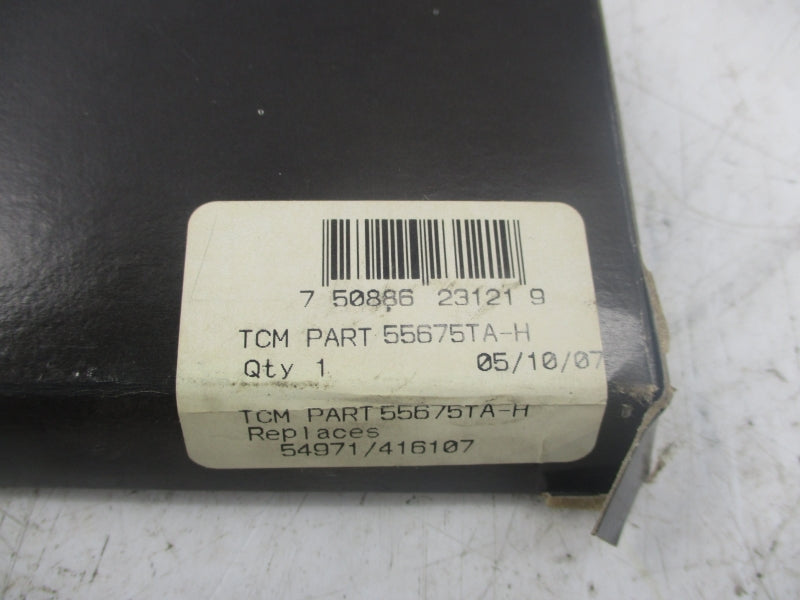 7 50886 23121 9
TCM PART 55675TA-H
Qty 1 05/10/07
TCM PART 55675TA-H
Replaces
54971/416107